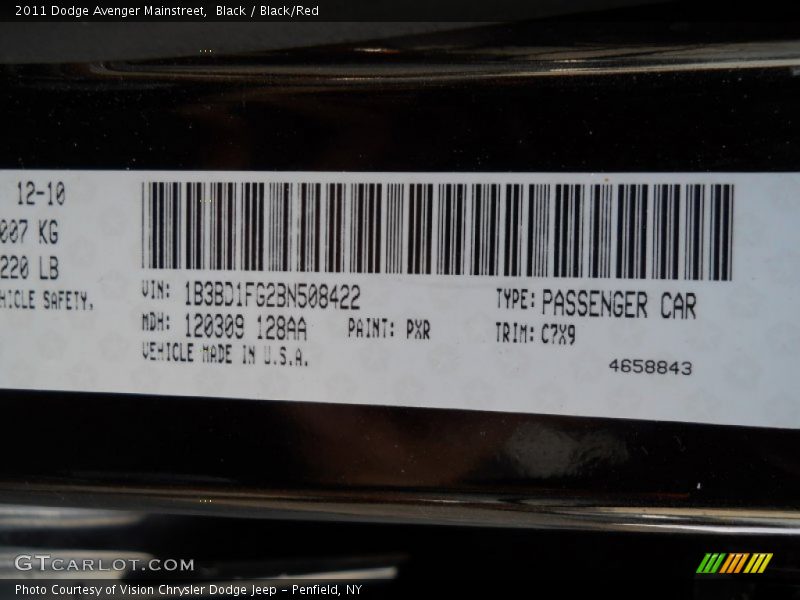 2011 Dodge Avenger Mainstreet, Black / Black/Red
12-10
007 KG
220 LB
HICLE SAFETY.
VIN: 1B3BD1FG2BN508422
TYPE: PASSENGER CAR
MDH: 120309 128AA
PAINT: PXR
TRIM: C7X9
VEHICLE MADE IN U.S.A.
4658843
GTCARLOT.COM
Photo Courtesy of Vision Chrysler Dodge Jeep - Penfield, NY